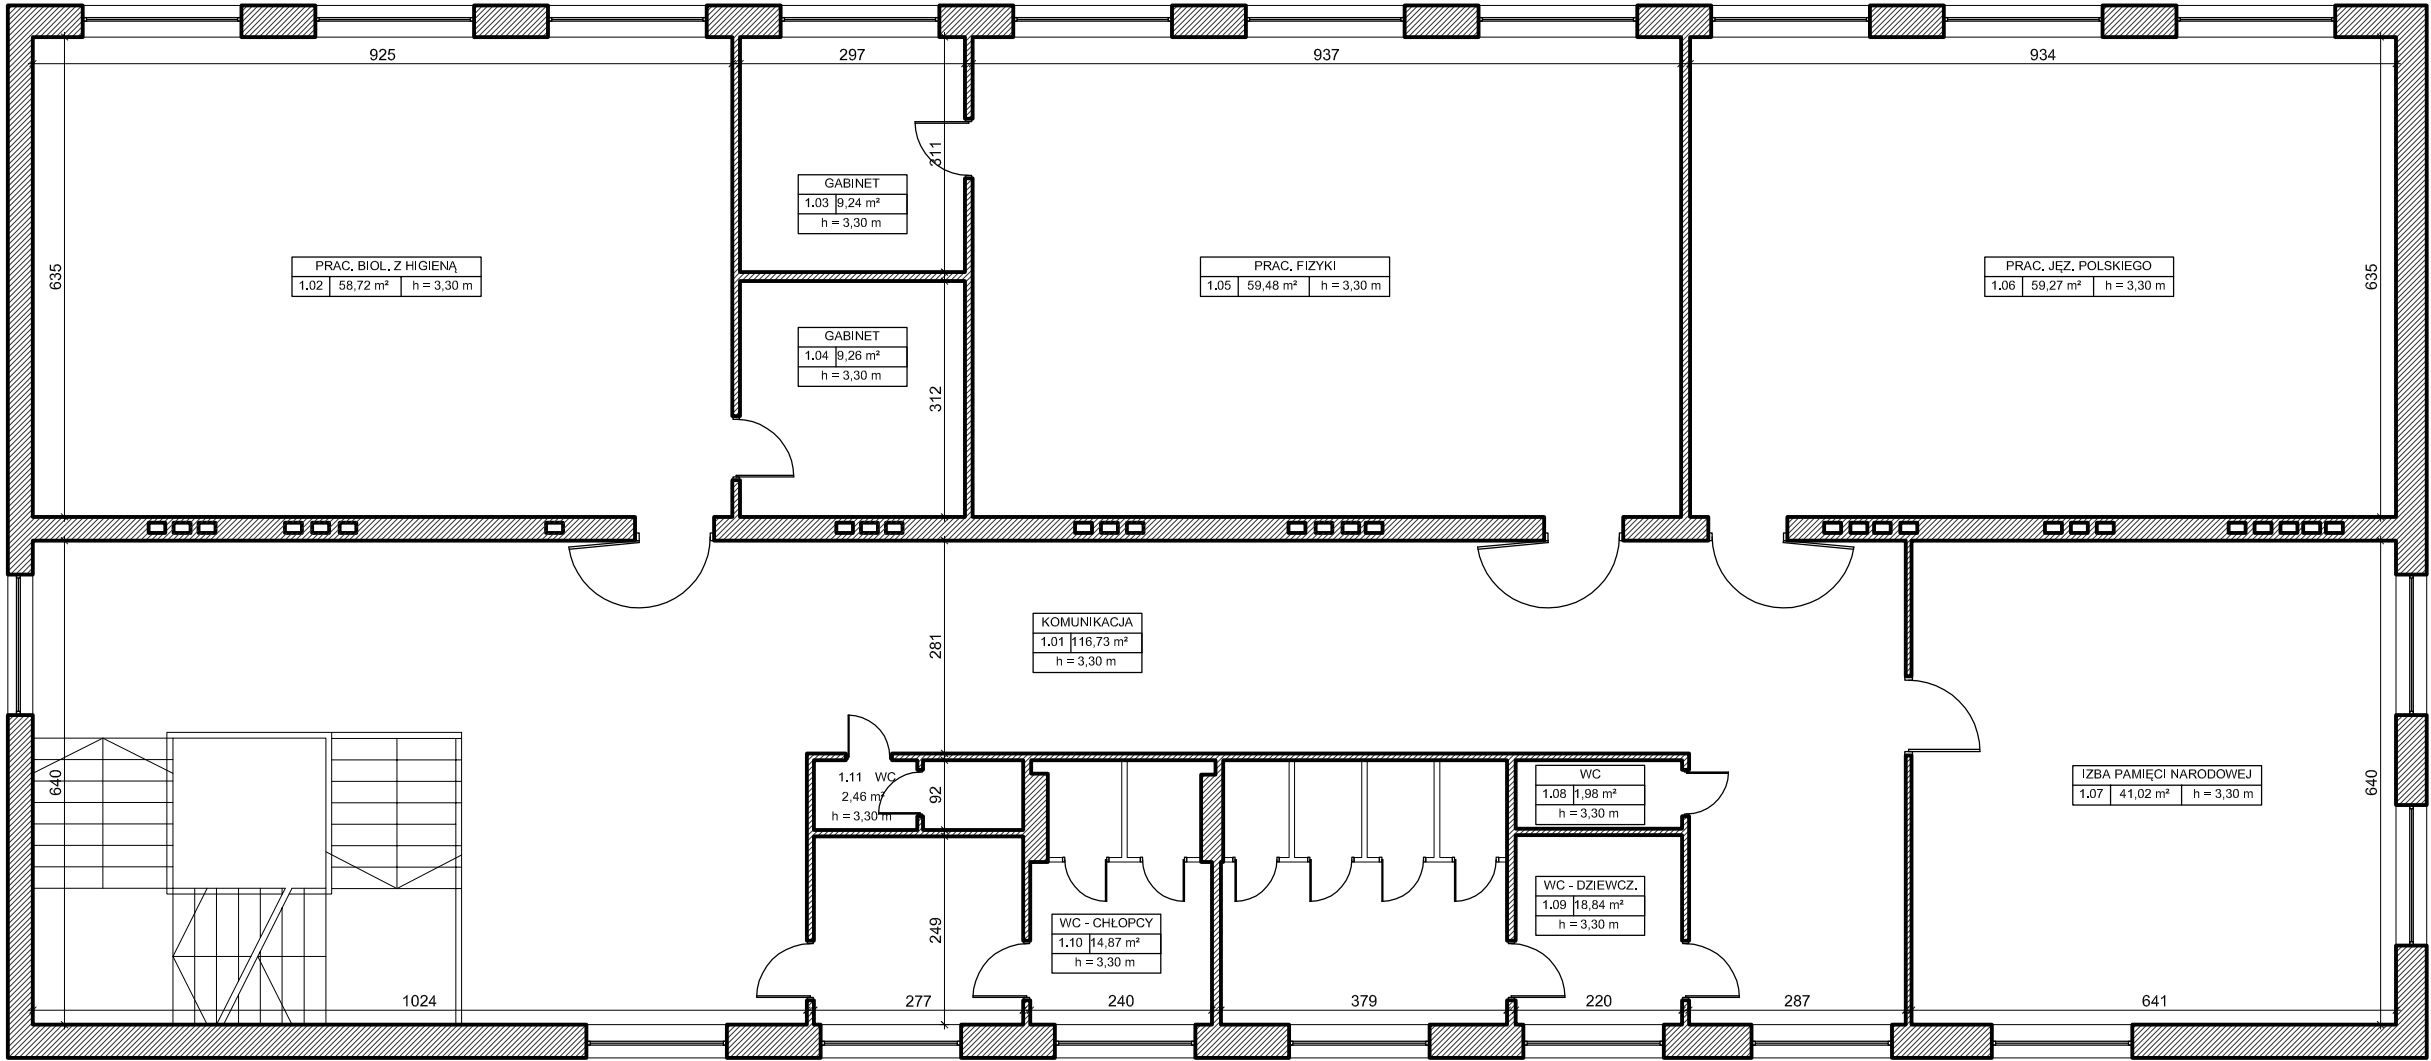 925
297
937
934
311
GABINET
1.03 9,24 m²
h = 3,30 m
635
PRAC. BIOL. Z HIGIENĄ
1.02 58,72 m² h = 3,30 m
PRAC. FIZYKI
1.05 59,48 m² h = 3,30 m
PRAC. JĘZ. POLSKIEGO
1.06 59,27 m² h = 3,30 m
635
GABINET
1.04 9,26 m²
h = 3,30 m
312
KOMUNIKACJA
1.01 116,73 m²
h = 3,30 m
281
640
1.11 WC
2,46 m²
h = 3,30 m
92
WC
1.08 1,98 m²
h = 3,30 m
IZBA PAMIĘCI NARODOWEJ
1.07 41,02 m² h = 3,30 m
640
WC - DZIEWCZ.
1.09 18,84 m²
h = 3,30 m
249
WC - CHŁOPCY
1.10 14,87 m²
h = 3,30 m
1024
277
240
379
220
287
641